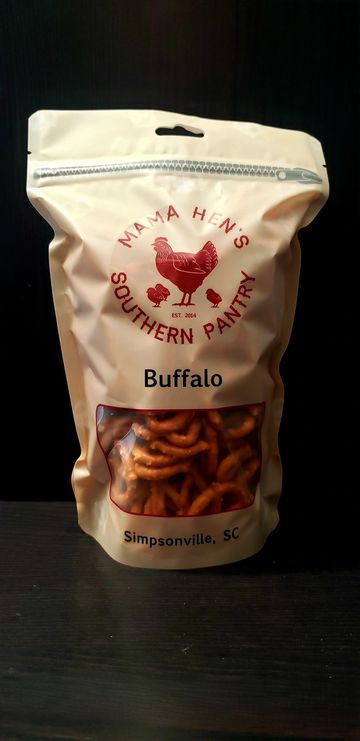 MAMA HEN'S
EST. 2014
SOUTHERN PANTRY
Buffalo
Simpsonville, SC